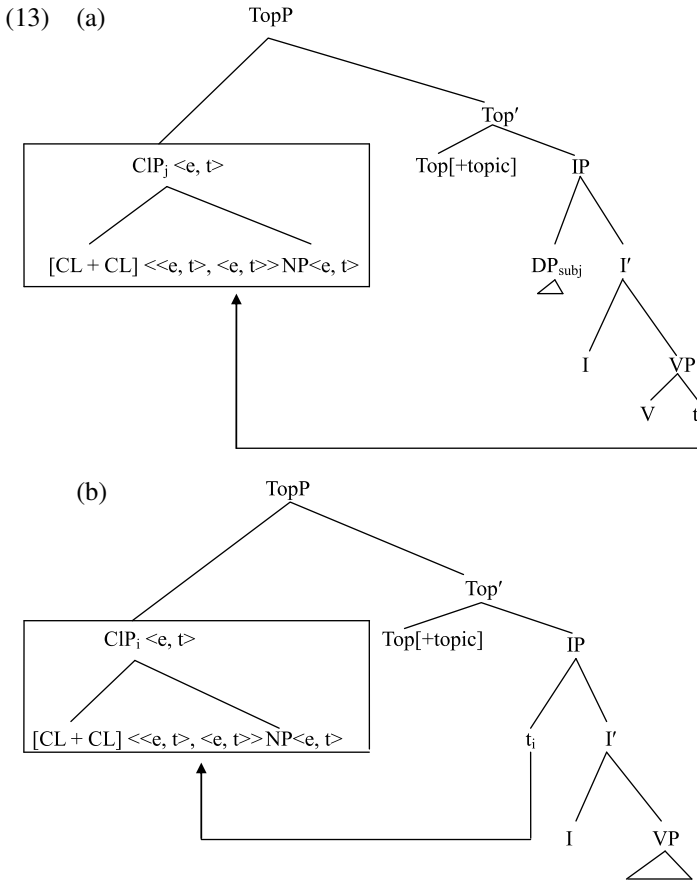 (13) (a) TopP
Top′
ClPj <e, t> Top[+topic] IP
[CL + CL] <<e, t>, <e, t>> NP<e, t> DPsubj I′
I VP
V t
(b) TopP
Top′
ClPi <e, t> Top[+topic] IP
[CL + CL] <<e, t>, <e, t>> NP<e, t> ti I′
I VP